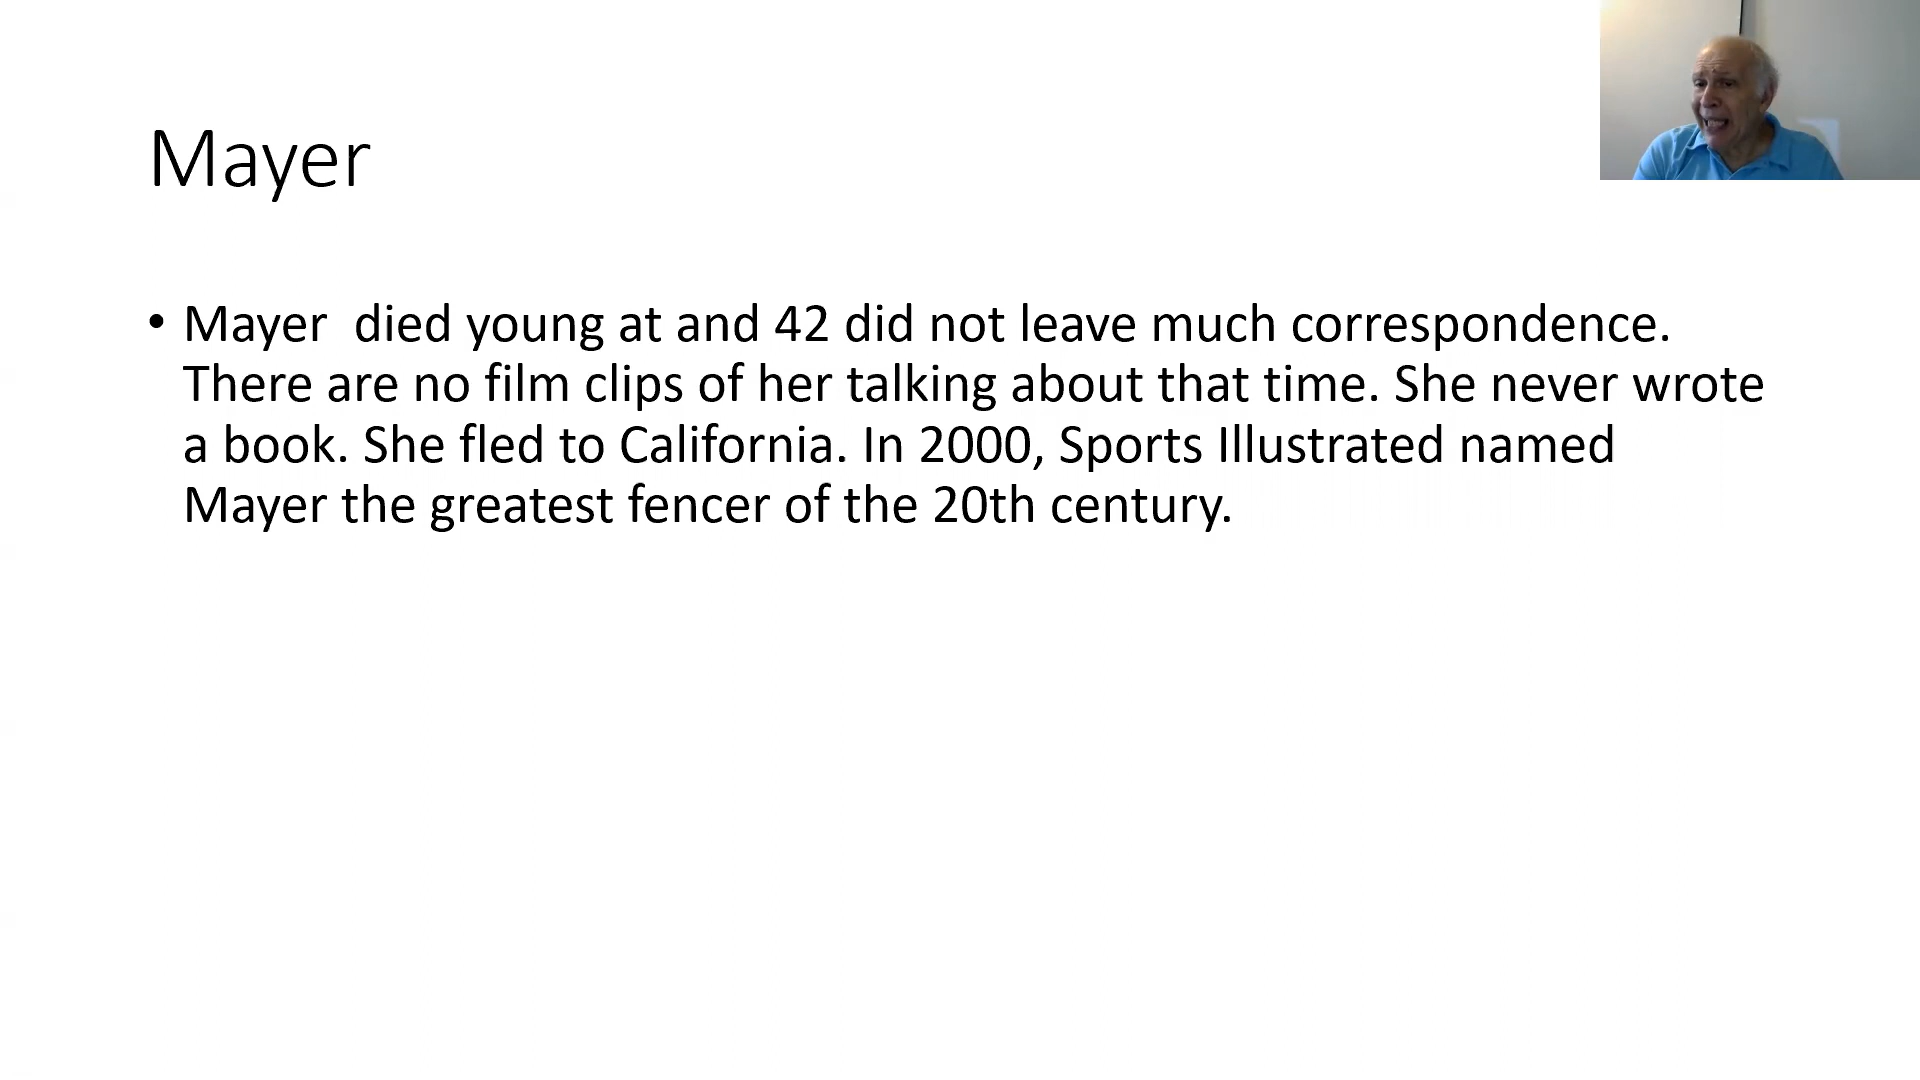 Mayer
• Mayer  died young at and 42 did not leave much correspondence.
There are no film clips of her talking about that time. She never wrote
a book. She fled to California. In 2000, Sports Illustrated named
Mayer the greatest fencer of the 20th century.